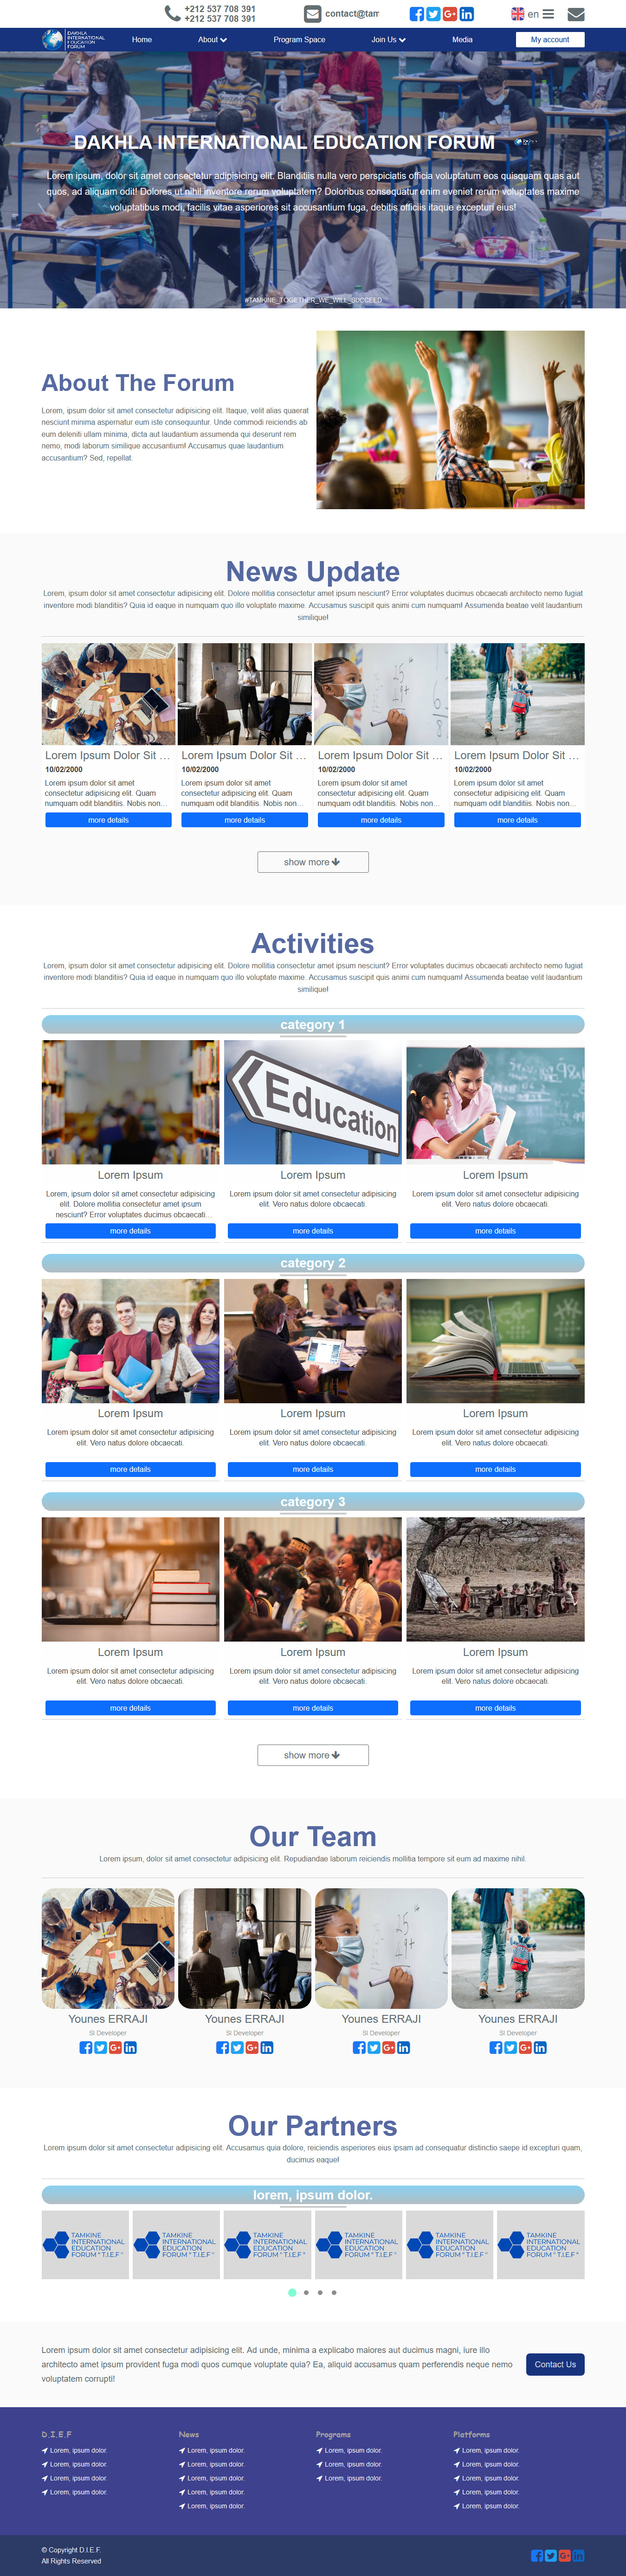 +212 537 708 391
+212 537 708 391
contact@tam
en
DAKHLA
INTERNATIONAL
EDUCATION
FORUM
Home
About
Program Space
Join Us
Media
My account
DAKHLA INTERNATIONAL EDUCATION FORUM
Lorem ipsum, dolor sit amet consectetur adipisicing elit. Blanditiis nulla vero perspiciatis officia voluptatum eos quisquam quas aut
quos, ad aliquam odit! Dolores ut nihil inventore rerum voluptatem? Doloribus consequatur enim eveniet rerum voluptates maxime
voluptatibus modi, facilis vitae asperiores sit accusantium fuga, debitis officiis itaque excepturi eius!
#TAMKINE_TOGETHER_WE_WILL_SUCCEED
About The Forum
Lorem, ipsum dolor sit amet consectetur adipisicing elit. Itaque, velit alias quaerat
nesciunt minima aspernatur eum iste consequuntur. Unde commodi reiciendis ab
eum deleniti ullam minima, dicta aut laudantium assumenda qui deserunt rem
nemo, modi laborum similique accusantium! Accusamus quae laudantium
accusantium? Sed, repellat.
News Update
Lorem, ipsum dolor sit amet consectetur adipisicing elit. Dolore mollitia consectetur amet ipsum nesciunt? Error voluptates ducimus obcaecati architecto nemo fugiat
inventore modi blanditiis? Quia id eaque in numquam quo illo voluptate maxime. Accusamus suscipit quis animi cum numquam! Assumenda beatae velit laudantium
similique!
Lorem Ipsum Dolor Sit ...
10/02/2000
Lorem ipsum dolor sit amet
consectetur adipisicing elit. Quam
numquam odit blanditiis. Nobis non...
more details
Lorem Ipsum Dolor Sit ...
10/02/2000
Lorem ipsum dolor sit amet
consectetur adipisicing elit. Quam
numquam odit blanditiis. Nobis non...
more details
Lorem Ipsum Dolor Sit ...
10/02/2000
Lorem ipsum dolor sit amet
consectetur adipisicing elit. Quam
numquam odit blanditiis. Nobis non...
more details
Lorem Ipsum Dolor Sit ...
10/02/2000
Lorem ipsum dolor sit amet
consectetur adipisicing elit. Quam
numquam odit blanditiis. Nobis non...
more details
show more
Activities
Lorem, ipsum dolor sit amet consectetur adipisicing elit. Dolore mollitia consectetur amet ipsum nesciunt? Error voluptates ducimus obcaecati architecto nemo fugiat
inventore modi blanditiis? Quia id eaque in numquam quo illo voluptate maxime. Accusamus suscipit quis animi cum numquam! Assumenda beatae velit laudantium
similique!
category 1
Education
Lorem Ipsum
Lorem, ipsum dolor sit amet consectetur adipisicing
elit. Dolore mollitia consectetur amet ipsum
nesciunt? Error voluptates ducimus obcaecati...
more details
Lorem Ipsum
Lorem ipsum dolor sit amet consectetur adipisicing
elit. Vero natus dolore obcaecati.
more details
Lorem Ipsum
Lorem ipsum dolor sit amet consectetur adipisicing
elit. Vero natus dolore obcaecati.
more details
category 2
Lorem Ipsum
Lorem ipsum dolor sit amet consectetur adipisicing
elit. Vero natus dolore obcaecati.
more details
Lorem Ipsum
Lorem ipsum dolor sit amet consectetur adipisicing
elit. Vero natus dolore obcaecati.
more details
Lorem Ipsum
Lorem ipsum dolor sit amet consectetur adipisicing
elit. Vero natus dolore obcaecati.
more details
category 3
Lorem Ipsum
Lorem ipsum dolor sit amet consectetur adipisicing
elit. Vero natus dolore obcaecati.
more details
Lorem Ipsum
Lorem ipsum dolor sit amet consectetur adipisicing
elit. Vero natus dolore obcaecati.
more details
Lorem Ipsum
Lorem ipsum dolor sit amet consectetur adipisicing
elit. Vero natus dolore obcaecati.
more details
show more
Our Team
Lorem ipsum, dolor sit amet consectetur adipisicing elit. Repudiandae laborum reiciendis mollitia tempore sit eum ad maxime nihil.
Younes ERRAJI
SI Developer
Younes ERRAJI
SI Developer
Younes ERRAJI
SI Developer
Younes ERRAJI
SI Developer
Our Partners
Lorem ipsum dolor sit amet consectetur adipisicing elit. Accusamus quia dolore, reiciendis asperiores eius ipsam ad consequatur distinctio saepe id excepturi quam,
ducimus eaque!
lorem, ipsum dolor.
TAMKINE
INTERNATIONAL
EDUCATION
FORUM " T.I.E.F "
TAMKINE
INTERNATIONAL
EDUCATION
FORUM " T.I.E.F "
TAMKINE
INTERNATIONAL
EDUCATION
FORUM " T.I.E.F "
TAMKINE
INTERNATIONAL
EDUCATION
FORUM " T.I.E.F "
TAMKINE
INTERNATIONAL
EDUCATION
FORUM " T.I.E.F "
TAMKINE
INTERNATIONAL
EDUCATION
FORUM " T.I.E.F "
Lorem ipsum dolor sit amet consectetur adipisicing elit. Ad unde, minima a explicabo maiores aut ducimus magni, iure illo
architecto amet ipsum provident fuga modi quos cumque voluptate quia? Ea, aliquid accusamus quam perferendis neque nemo
voluptatem corrupti!
Contact Us
D.I.E.F
Lorem, ipsum dolor.
Lorem, ipsum dolor.
Lorem, ipsum dolor.
Lorem, ipsum dolor.
News
Lorem, ipsum dolor.
Lorem, ipsum dolor.
Lorem, ipsum dolor.
Lorem, ipsum dolor.
Lorem, ipsum dolor.
Programs
Lorem, ipsum dolor.
Lorem, ipsum dolor.
Lorem, ipsum dolor.
Platforms
Lorem, ipsum dolor.
Lorem, ipsum dolor.
Lorem, ipsum dolor.
Lorem, ipsum dolor.
Lorem, ipsum dolor.
© Copyright D.I.E.F.
All Rights Reserved